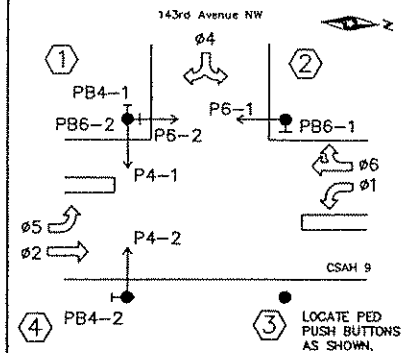 143rd Avenue NW
N
ø4
1
2
PB4-1
PB6-2
P6-2
P6-1
PB6-1
P4-1
ø6
ø1
ø5
ø2
P4-2
CSAH 9
4
PB4-2
3
LOCATE PED
PUSH BUTTONS
AS SHOWN.